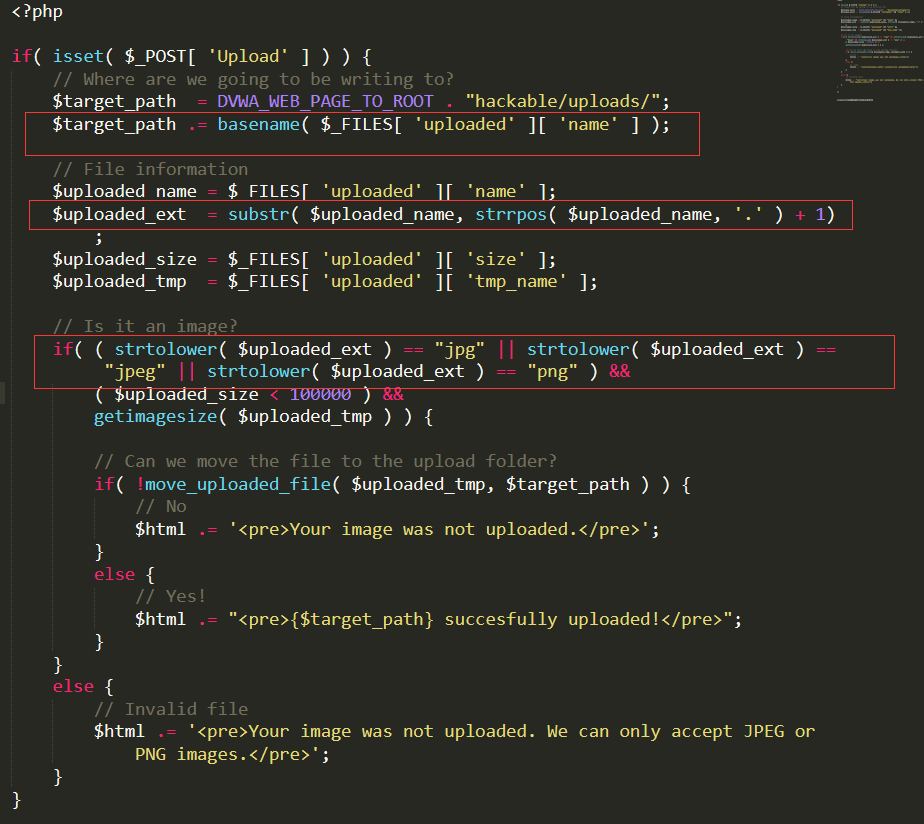 <?php
if( isset( $_POST[ 'Upload' ] ) ) {
// Where are we going to be writing to?
$target_path  = DVWA_WEB_PAGE_TO_ROOT . "hackable/uploads/";
$target_path .= basename( $_FILES[ 'uploaded' ][ 'name' ] );
// File information
$uploaded_name = $_FILES[ 'uploaded' ][ 'name' ];
$uploaded_ext  = substr( $uploaded_name, strrpos( $uploaded_name, '.' ) + 1)
;
$uploaded_size = $_FILES[ 'uploaded' ][ 'size' ];
$uploaded_tmp  = $_FILES[ 'uploaded' ][ 'tmp_name' ];
// Is it an image?
if( ( strtolower( $uploaded_ext ) == "jpg" || strtolower( $uploaded_ext ) ==
"jpeg" || strtolower( $uploaded_ext ) == "png" ) &&
( $uploaded_size < 100000 ) &&
getimagesize( $uploaded_tmp ) ) {
// Can we move the file to the upload folder?
if( !move_uploaded_file( $uploaded_tmp, $target_path ) ) {
// No
$html .= '<pre>Your image was not uploaded.</pre>';
}
else {
// Yes!
$html .= "<pre>{$target_path} succesfully uploaded!</pre>";
}
}
else {
// Invalid file
$html .= '<pre>Your image was not uploaded. We can only accept JPEG or
PNG images.</pre>';
}
}